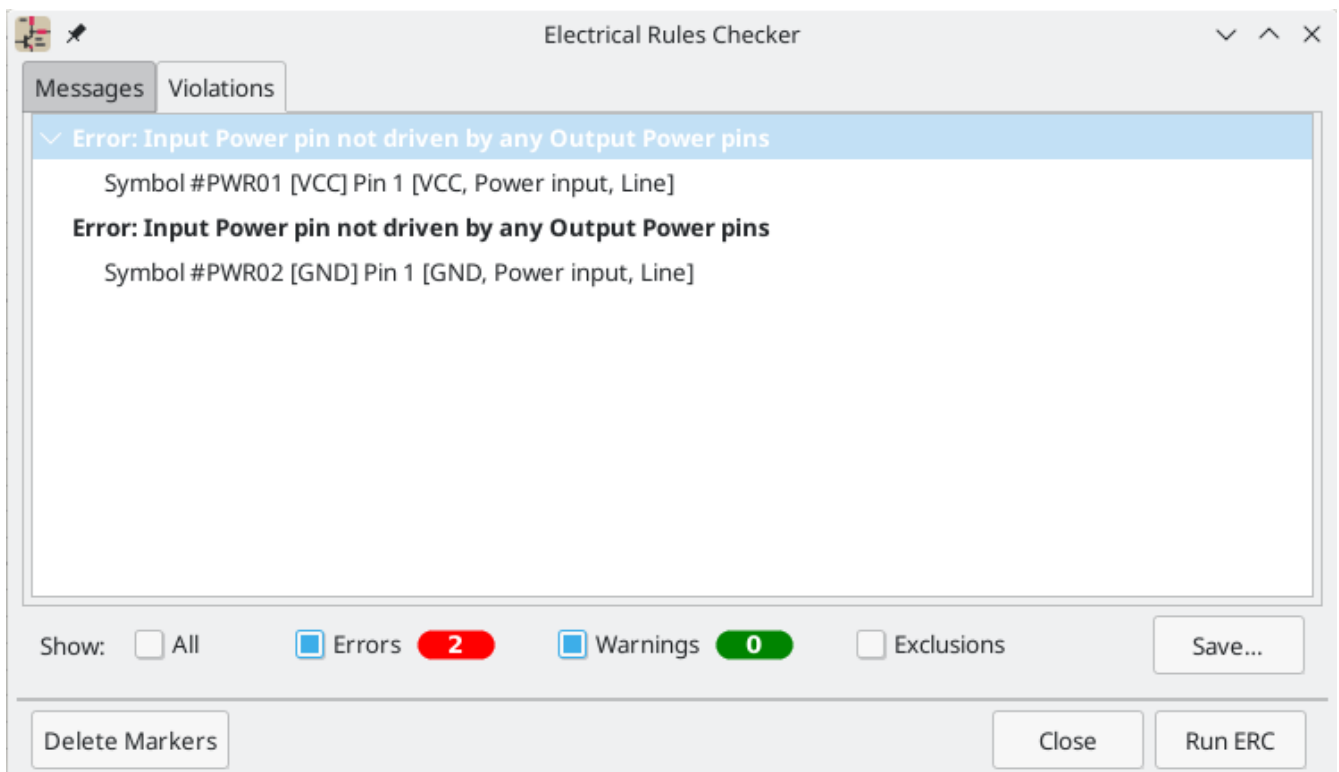 Electrical Rules Checker
Messages Violations
Error: Input Power pin not driven by any Output Power pins
Symbol #PWR01 [VCC] Pin 1 [VCC, Power input, Line]
Error: Input Power pin not driven by any Output Power pins
Symbol #PWR02 [GND] Pin 1 [GND, Power input, Line]
Show: All Errors 2 Warnings 0 Exclusions Save...
Delete Markers Close Run ERC